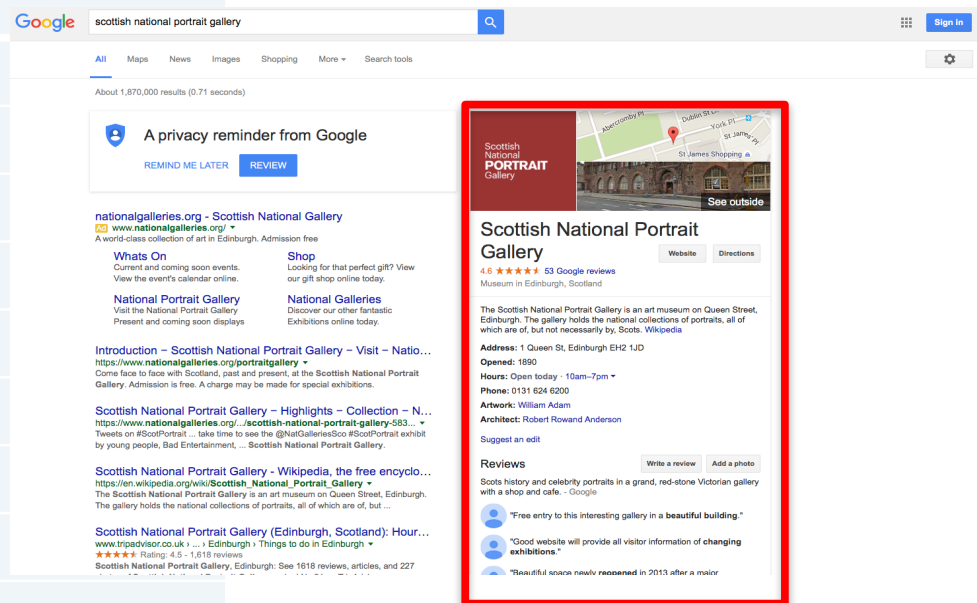 Google
scottish national portrait gallery
Sign in
All Maps News Images Shopping More Search tools
About 1,870,000 results (0.71 seconds)
A privacy reminder from Google
REMIND ME LATER REVIEW
nationalgalleries.org - Scottish National Gallery
Ad www.nationalgalleries.org/
A world-class collection of art in Edinburgh. Admission free
Whats On
Current and coming soon events.
View the event's calendar online.
Shop
Looking for that perfect gift? View
our gift shop online today.
National Portrait Gallery
Visit the National Portrait Gallery
Present and coming soon displays
National Galleries
Discover our other fantastic
Exhibitions online today.
Introduction – Scottish National Portrait Gallery – Visit – Natio...
https://www.nationalgalleries.org/portraitgallery
Come face to face with Scotland, past and present, at the Scottish National Portrait
Gallery. Admission is free. A charge may be made for special exhibitions.
Scottish National Portrait Gallery – Highlights – Collection – N...
https://www.nationalgalleries.org/.../scottish-national-portrait-gallery-583...
Tweets on #ScotPortrait ... take time to see the @NatGalleriesSco #ScotPortrait exhibit
by young people, Bad Entertainment, ... Scottish National Portrait Gallery.
Scottish National Portrait Gallery - Wikipedia, the free encyclo...
https://en.wikipedia.org/wiki/Scottish_National_Portrait_Gallery
The Scottish National Portrait Gallery is an art museum on Queen Street, Edinburgh.
The gallery holds the national collections of portraits, all of which are of, but ...
Scottish National Portrait Gallery (Edinburgh, Scotland): Hour...
www.tripadvisor.co.uk › ... › Edinburgh › Things to do in Edinburgh
Rating: 4.5 - 1,618 reviews
Scottish National Portrait Gallery, Edinburgh: See 1618 reviews, articles, and 227
Scottish
National
PORTRAIT
Gallery
Abercromby Pl
Dublin St
York Pl
St James
St James Shopping
See outside
Scottish National Portrait
Gallery
Website Directions
4.6 53 Google reviews
Museum in Edinburgh, Scotland
The Scottish National Portrait Gallery is an art museum on Queen Street,
Edinburgh. The gallery holds the national collections of portraits, all of
which are of, but not necessarily by, Scots. Wikipedia
Address: 1 Queen St, Edinburgh EH2 1JD
Opened: 1890
Hours: Open today · 10am–7pm
Phone: 0131 624 6200
Artwork: William Adam
Architect: Robert Rowand Anderson
Suggest an edit
Reviews
Write a review Add a photo
Scots history and celebrity portraits in a grand, red-stone Victorian gallery
with a shop and cafe. - Google
"Free entry to this interesting gallery in a beautiful building."
"Good website will provide all visitor information of changing
exhibitions."
"Beautiful space newly reopened in 2013 after a major